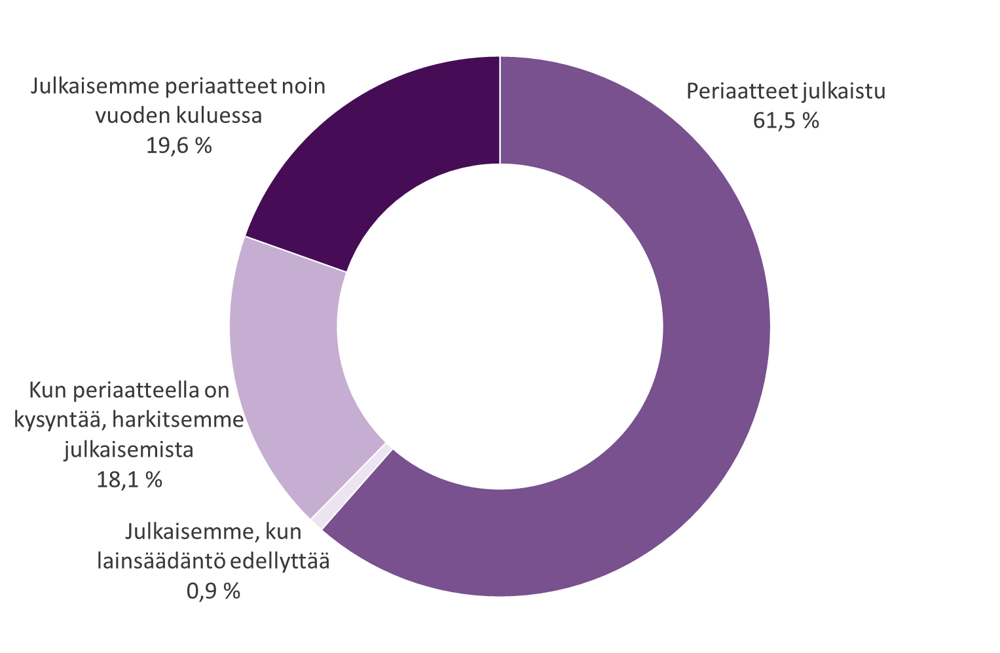 Julkaisemme periaatteet noin
vuoden kuluessa
19,6 %
Periaatteet julkaistu
61,5 %
Kun periaatteella on
kysyntää, harkitsemme
julkaisemista
18,1 %
Julkaisemme, kun
lainsäädäntö edellyttää
0,9 %